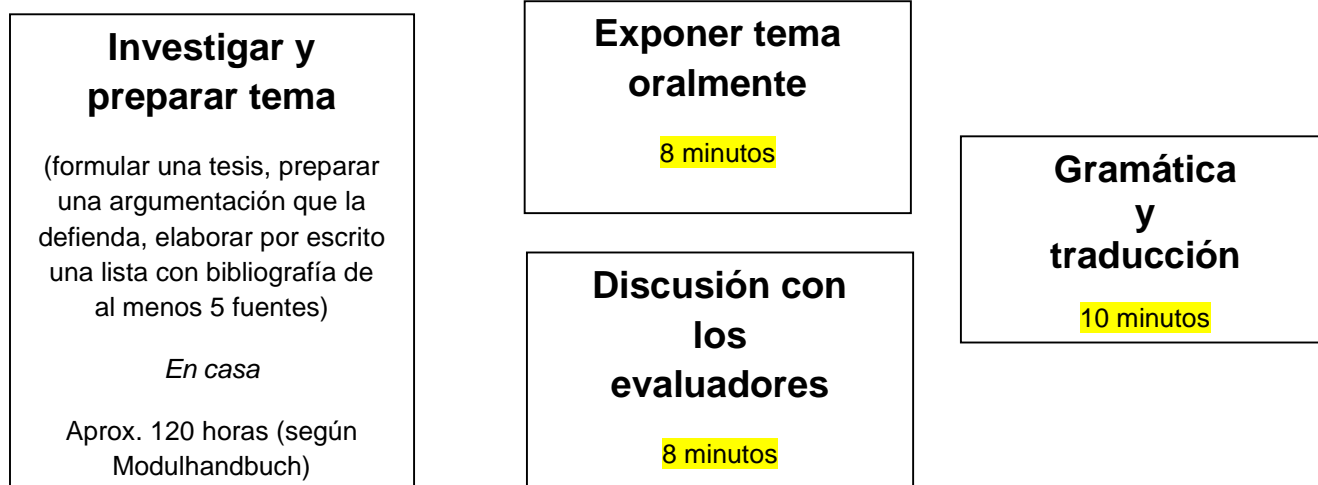 Investigar y
preparar tema
(formular una tesis, preparar
una argumentación que la
defienda, elaborar por escrito
una lista con bibliografía de
al menos 5 fuentes)
En casa
Aprox. 120 horas (según
Modulhandbuch)
Exponer tema
oralmente
8 minutos
Discusión con
los
evaluadores
8 minutos
Gramática
y
traducción
10 minutos